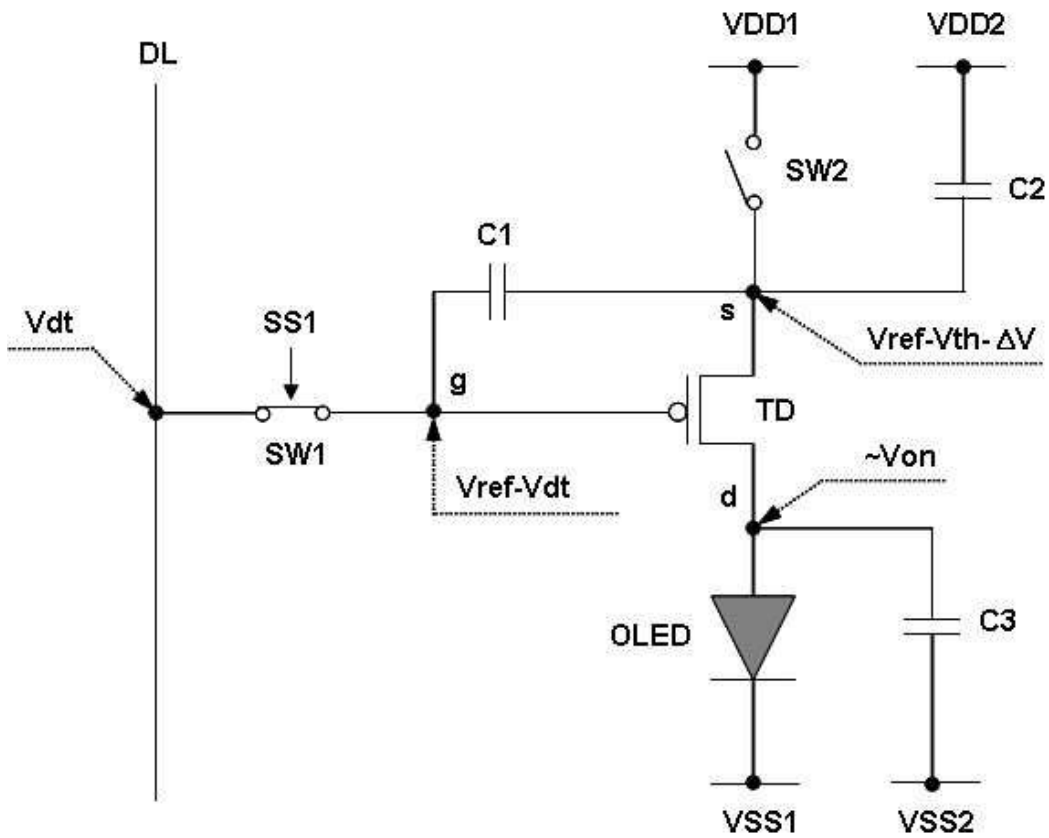 VDD1
VDD2
DL
SW2
C2
C1
Vdt
SS1
s
Vref-Vth- ΔV
g
TD
SW1
~Von
Vref-Vdt
d
OLED
C3
VSS1
VSS2